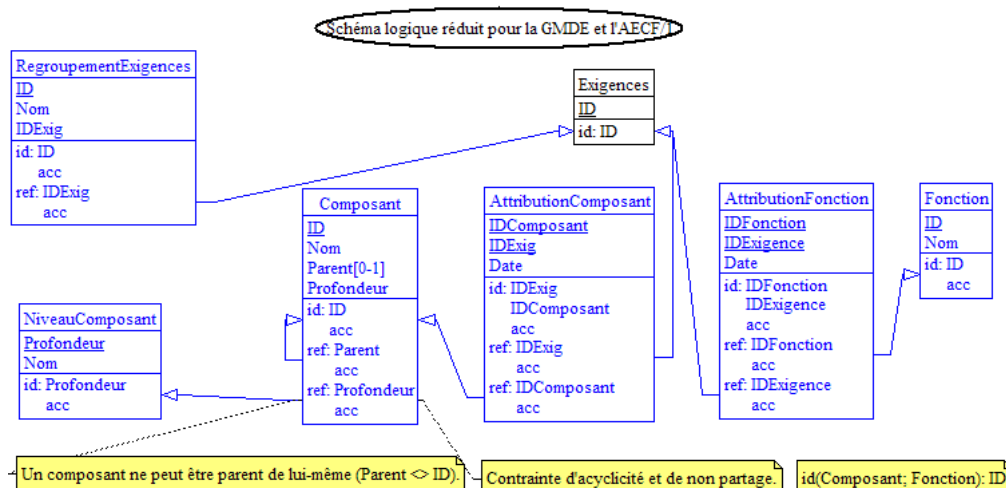 Schéma logique réduit pour la GMDE et l'AECF/1
RegroupementExigences
ID
Nom
IDExig
id: ID
acc
ref: IDExig
acc
Exigences
ID
id: ID
Composant
ID
Nom
Parent[0-1]
Profondeur
id: ID
acc
ref: Parent
acc
ref: Profondeur
acc
AttributionComposant
IDComposant
IDExig
Date
id: IDExig
IDComposant
acc
ref: IDExig
acc
ref: IDComposant
acc
AttributionFonction
IDFonction
IDExigence
Date
id: IDFonction
IDExigence
acc
ref: IDFonction
acc
ref: IDExigence
acc
Fonction
ID
Nom
id: ID
acc
NiveauComposant
Profondeur
Nom
id: Profondeur
acc
Un composant ne peut être parent de lui-même (Parent <> ID).
Contrainte d'acyclicité et de non partage.
id(Composant; Fonction): ID